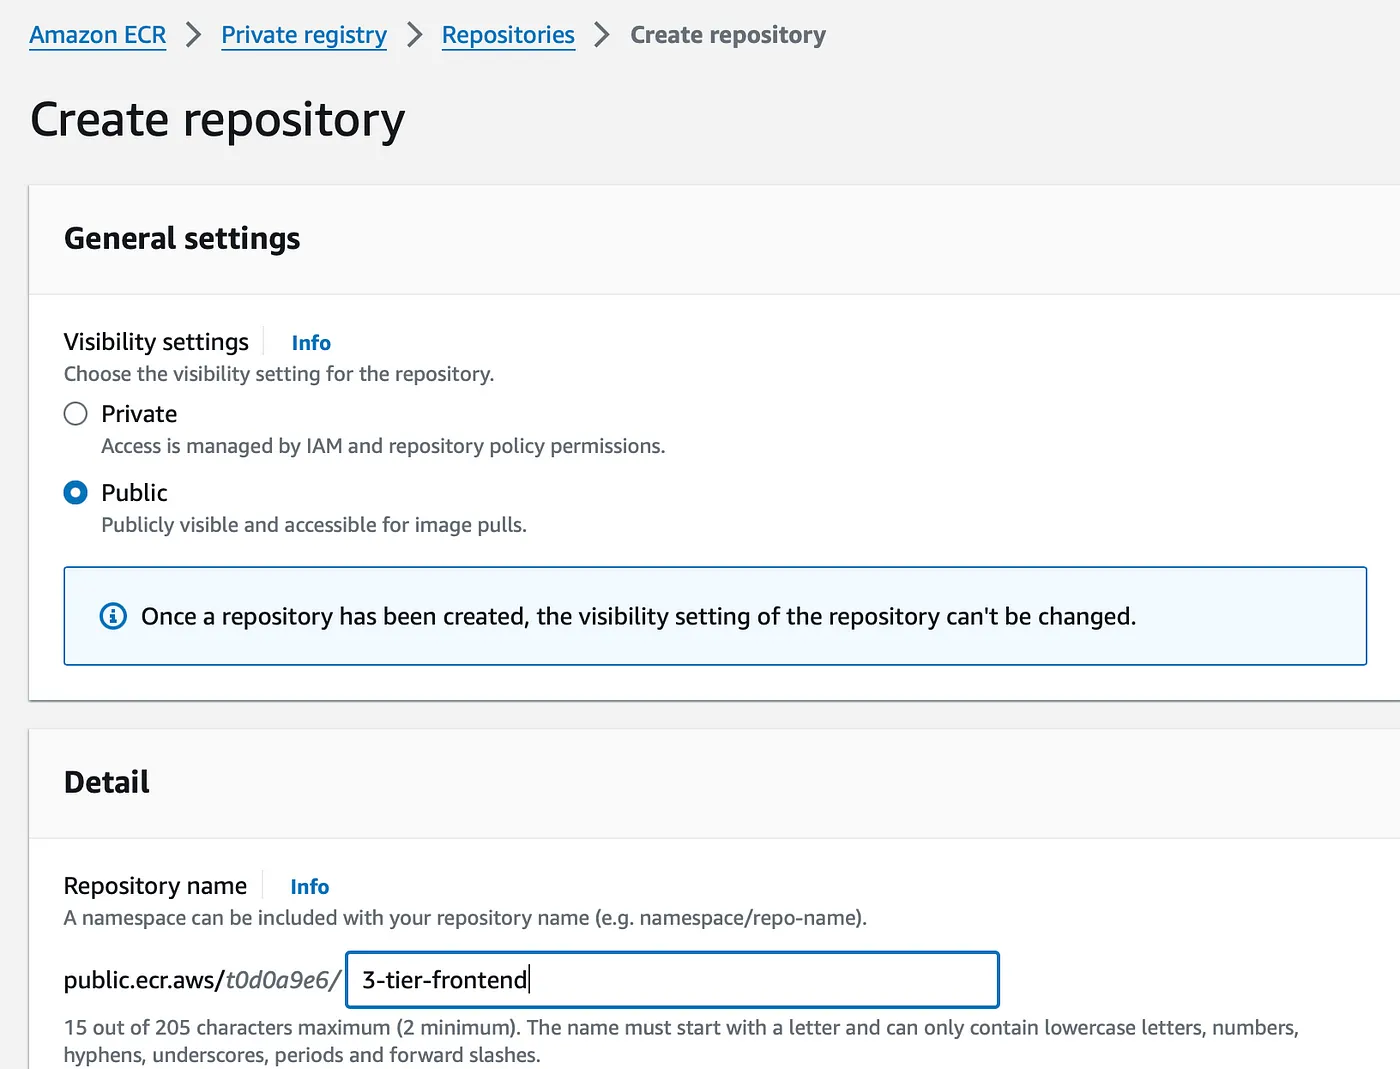 Amazon ECR > Private registry > Repositories > Create repository
Create repository
General settings
Visibility settings Info
Choose the visibility setting for the repository.
Private
Access is managed by IAM and repository policy permissions.
Public
Publicly visible and accessible for image pulls.
Once a repository has been created, the visibility setting of the repository can't be changed.
Detail
Repository name Info
A namespace can be included with your repository name (e.g. namespace/repo-name).
public.ecr.aws/t0d0a9e6/ 3-tier-frontend
15 out of 205 characters maximum (2 minimum). The name must start with a letter and can only contain lowercase letters, numbers,
hyphens, underscores, periods and forward slashes.